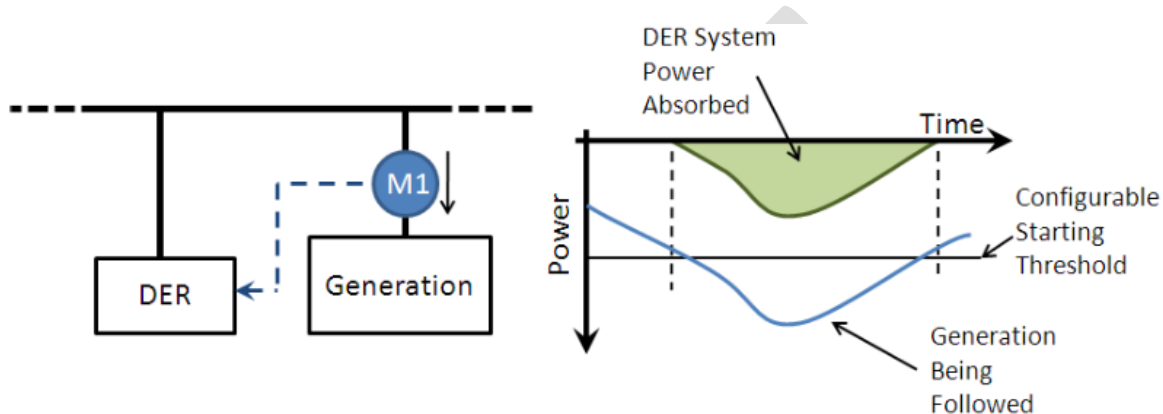 M1
DER
Generation
DER System
Power
Absorbed
Time
Power
Configurable
Starting
Threshold
Generation
Being
Followed